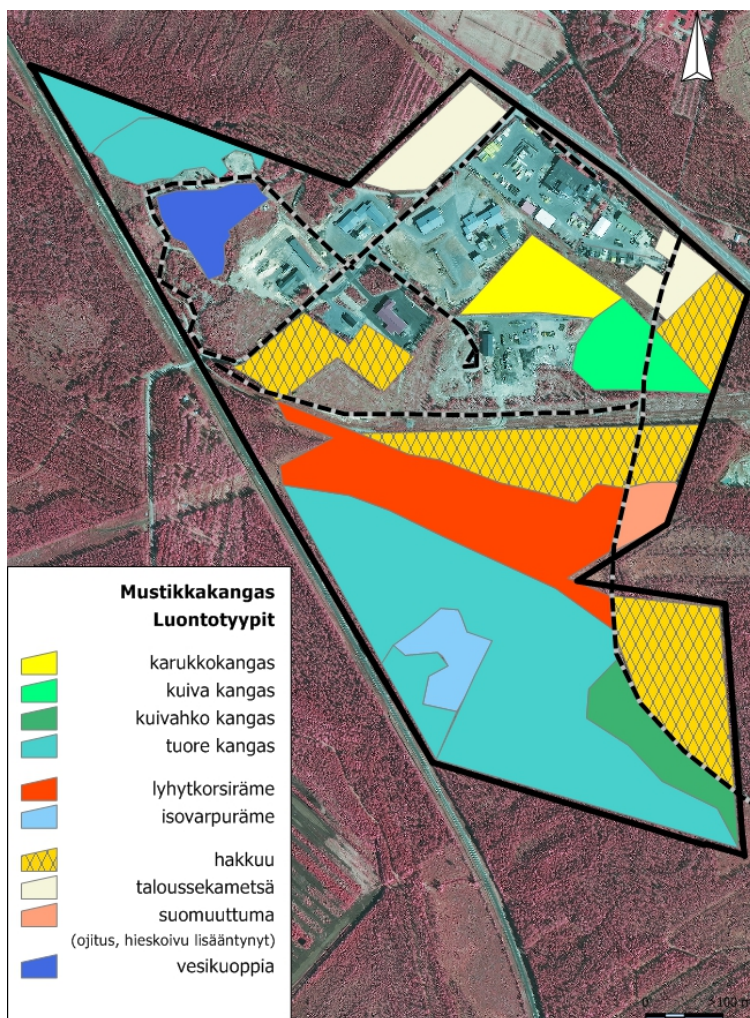 Mustikkakangas
Luontotyypit
karukkokangas
kuiva kangas
kuivahko kangas
tuore kangas
lyhytkorsiräme
isovarpuräme
hakkuu
taloussekametsä
suomuuttuma
(ojitus, hieskoivu lisääntynyt)
vesikuoppia
0 100 m